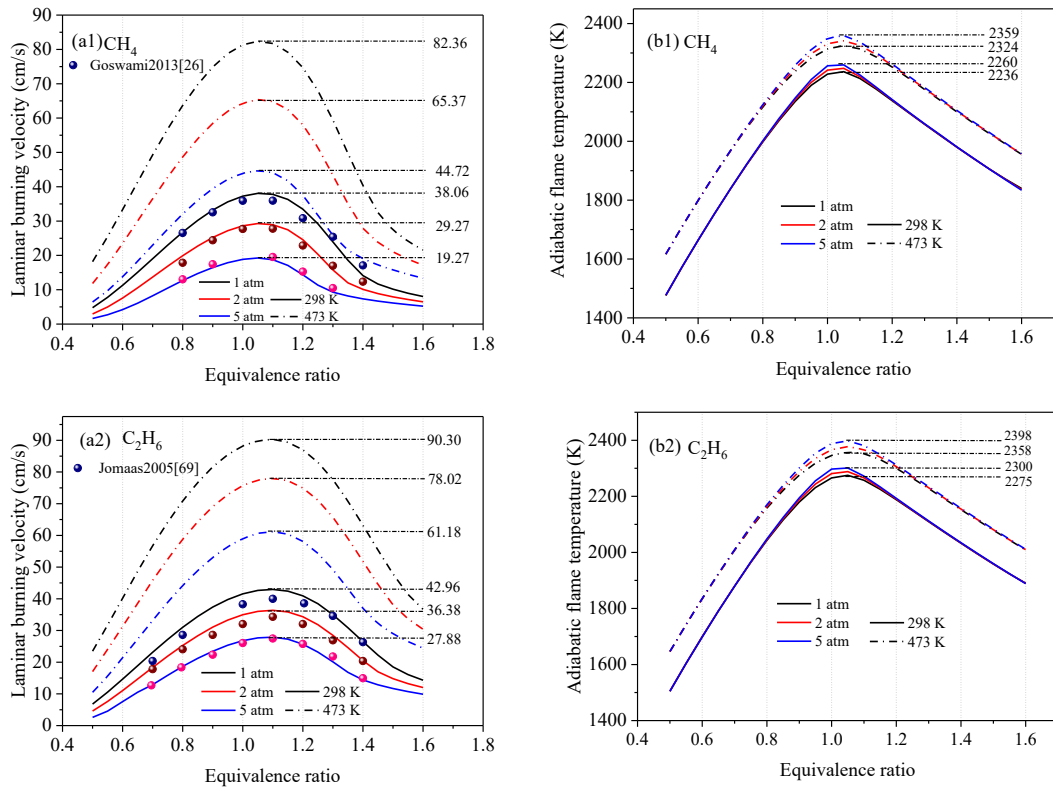 (a1) CH4
Goswami2013[26]
82.36
65.37
44.72
38.06
29.27
19.27
1 atm
2 atm
5 atm
298 K
473 K
90
80
70
60
50
40
30
20
10
0
0.4 0.6 0.8 1.0 1.2 1.4 1.6 1.8
Laminar burning velocity (cm/s)
Equivalence ratio
(b1) CH4
2359
2324
2260
2236
1 atm
2 atm
5 atm
298 K
473 K
2400
2200
2000
1800
1600
1400
0.4 0.6 0.8 1.0 1.2 1.4 1.6
Adiabatic flame temperature (K)
Equivalence ratio
(a2) C2H6
Jomaas2005[69]
90.30
78.02
61.18
42.96
36.38
27.88
1 atm
2 atm
5 atm
298 K
473 K
90
80
70
60
50
40
30
20
10
0
0.4 0.6 0.8 1.0 1.2 1.4 1.6 1.8
Laminar burning velocity (cm/s)
Equivalence ratio
(b2) C2H6
2398
2358
2300
2275
1 atm
2 atm
5 atm
298 K
473 K
2400
2200
2000
1800
1600
1400
0.4 0.6 0.8 1.0 1.2 1.4 1.6
Adiabatic flame temperature (K)
Equivalence ratio